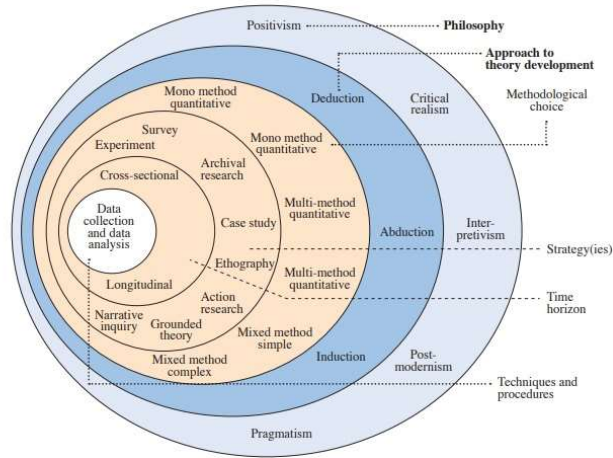 Positivism
Philosophy
Approach to
theory development
Mono method
quantitative
Deduction
Critical
realism
Methodological
choice
Survey
Experiment
Mono method
quantitative
Archival
research
Cross-sectional
Data
collection and data
analysis
Case study
Multi-method
quantitative
Abduction
Inter-
pretivism
Strategy(ies)
Ethography
Multi-method
quantitative
Longitudinal
Time
horizon
Action
research
Narrative
inquiry
Grounded
theory
Mixed method
simple
Mixed method
complex
Induction
Post-
modernism
Techniques and
procedures
Pragmatism